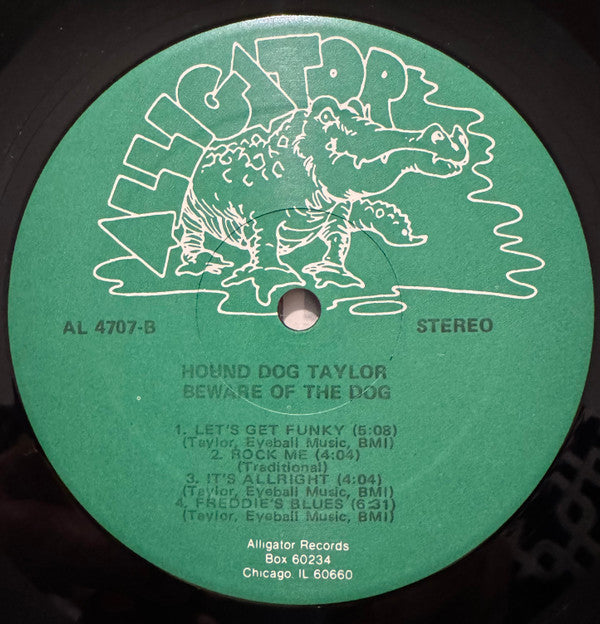 ALLIGATOR
AL 4707-B
STEREO
HOUND DOG TAYLOR
BEWARE OF THE DOG
1. LET'S GET FUNKY (5:08)
(Taylor, Eyeball Music, BMI)
2. ROCK ME (4:04)
(Traditional)
3. IT'S ALLRIGHT (4:04)
(Taylor, Eyeball Music, BMI)
4. FREDDIE'S BLUES (6:31)
(Taylor, Eyeball Music, BMI)
Alligator Records
Box 60234
Chicago, IL 60660